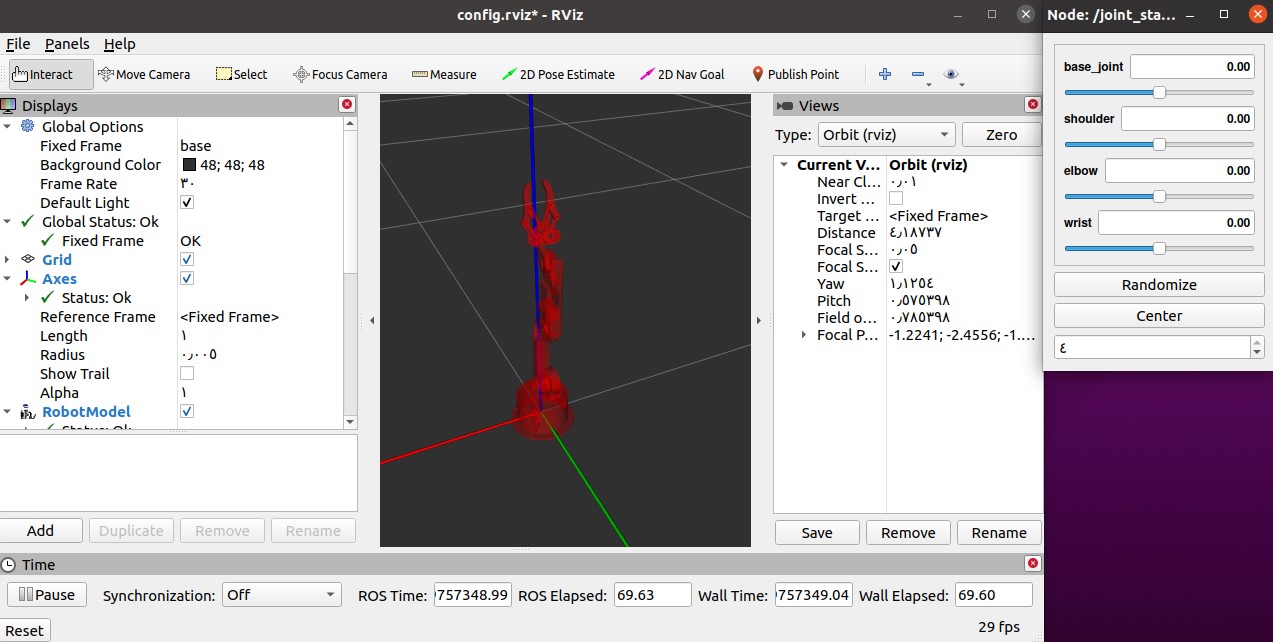 config.rviz* - RViz
File Panels Help
Interact Move Camera Select Focus Camera Measure 2D Pose Estimate 2D Nav Goal Publish Point
Displays
Global Options
Fixed Frame base
Background Color 48; 48; 48
Frame Rate ٣٠
Default Light
Global Status: Ok
Fixed Frame OK
Grid
Axes
Status: Ok
Reference Frame <Fixed Frame>
Length ١
Radius ٠٫٠٠٥
Show Trail
Alpha ١
RobotModel
Status: Ok
Add Duplicate Remove Rename
Views
Type: Orbit (rviz) Zero
Current V... Orbit (rviz)
Near Cl... ٠٫٠١
Invert ...
Target ... <Fixed Frame>
Distance ٤٫١٨٧٣٧
Focal S... ٠٫٠٥
Focal S...
Yaw ١٫١٢٥٤
Pitch ٠٫٥٧٥٣٩٨
Field o... ٠٫٧٨٥٣٩٨
Focal P... -1.2241; -2.4556; -1....
Save Remove Rename
Time
Pause Synchronization: Off ROS Time: 757348.99 ROS Elapsed: 69.63 Wall Time: 757349.04 Wall Elapsed: 69.60
Reset 29 fps
Node: /joint_sta...
base_joint 0.00
shoulder 0.00
elbow 0.00
wrist 0.00
Randomize
Center
٤